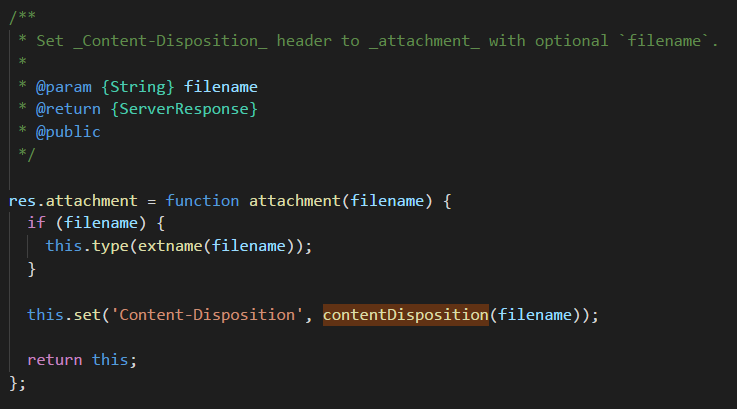 /**
 * Set _Content-Disposition_ header to _attachment_ with optional `filename`.
 *
 * @param {String} filename
 * @return {ServerResponse}
 * @public
 */

res.attachment = function attachment(filename) {
  if (filename) {
    this.type(extname(filename));
  }

  this.set('Content-Disposition', contentDisposition(filename));

  return this;
};